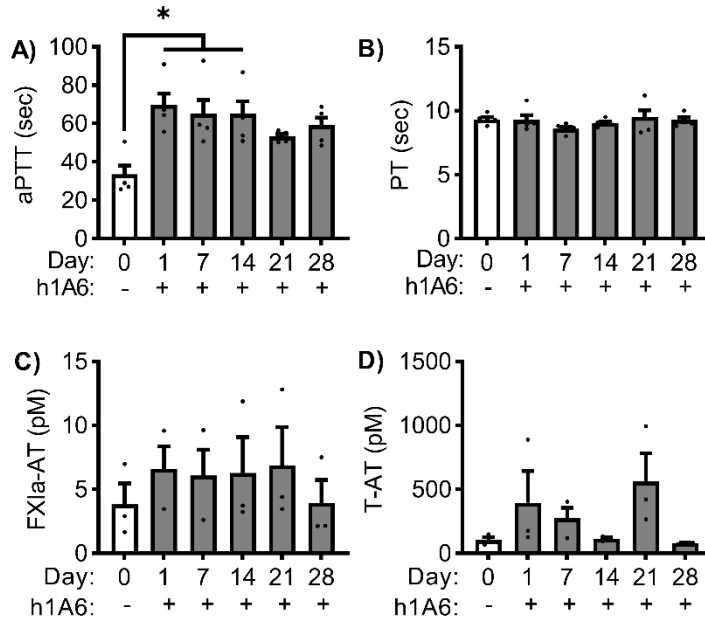 *
A)
100
80
60
40
20
0
aPTT (sec)
Day: 0 1 7 14 21 28
h1A6: - + + + + +
B)
15
10
5
0
PT (sec)
Day: 0 1 7 14 21 28
h1A6: - + + + + +
C)
15
10
5
0
FXIa-AT (pM)
Day: 0 1 7 14 21 28
h1A6: - + + + + +
D)
1500
1000
500
0
T-AT (pM)
Day: 0 1 7 14 21 28
h1A6: - + + + + +